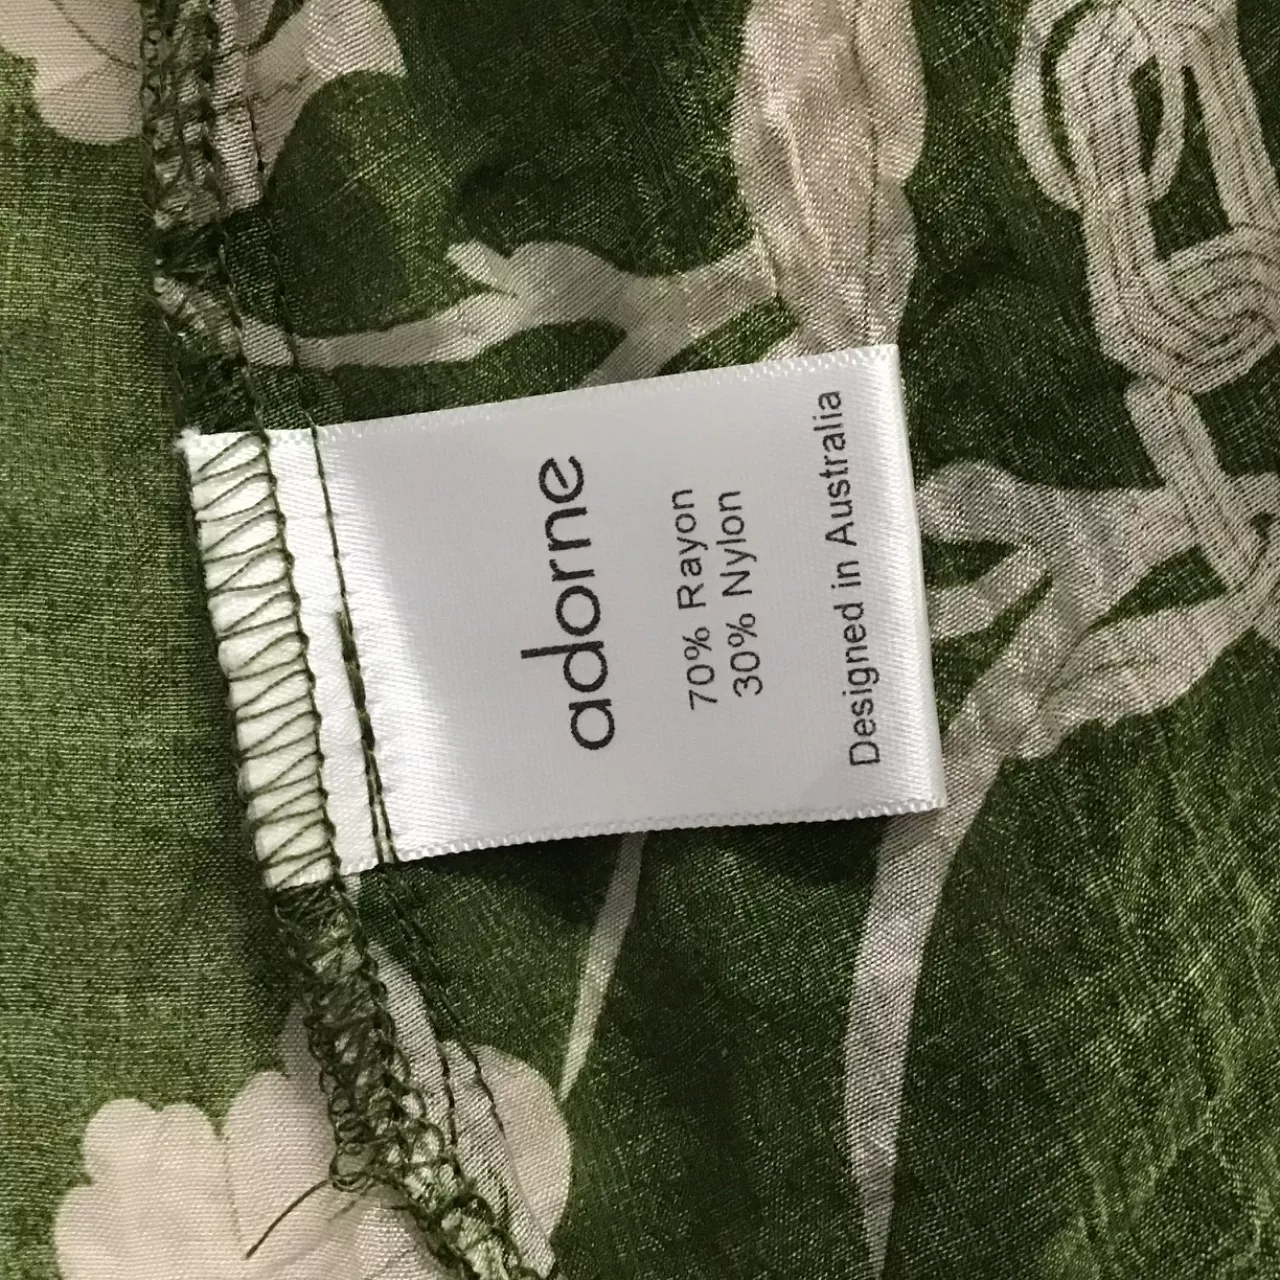 adorne
70% Rayon
30% Nylon
Designed in Australia